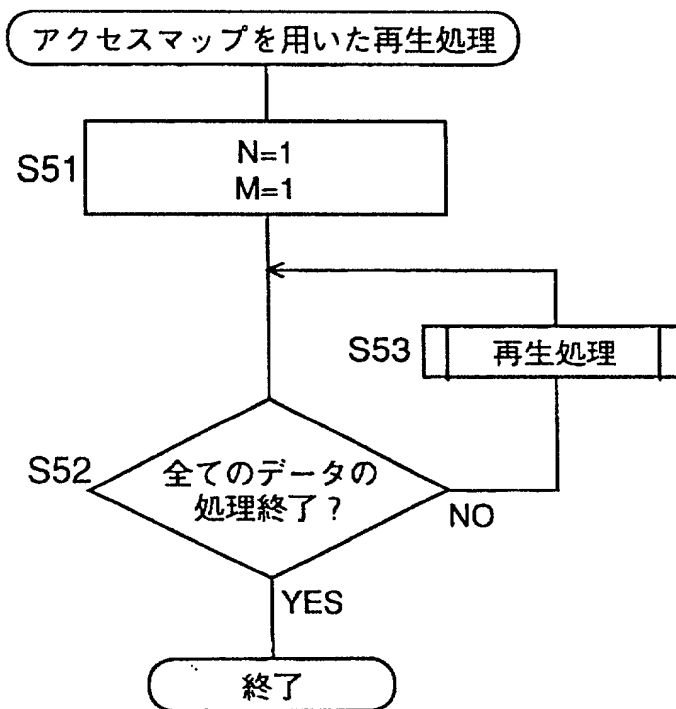 アクセスマップを用いた再生処理
S51
N=1
M=1
S53
再生処理
S52
全てのデータの
処理終了?
NO
YES
終了